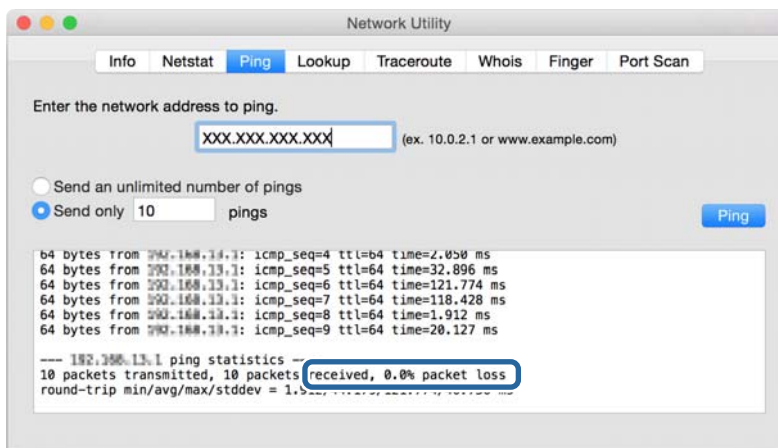 Network Utility
Info Netstat Ping Lookup Traceroute Whois Finger Port Scan
Enter the network address to ping.
XXX.XXX.XXX.XXX (ex. 10.0.2.1 or www.example.com)
Send an unlimited number of pings
Send only 10 pings
Ping
64 bytes from icmp_seq=4 ttl=64 time=2.050 ms
64 bytes from icmp_seq=5 ttl=64 time=32.896 ms
64 bytes from icmp_seq=6 ttl=64 time=121.774 ms
64 bytes from icmp_seq=7 ttl=64 time=118.428 ms
64 bytes from icmp_seq=8 ttl=64 time=1.912 ms
64 bytes from icmp_seq=9 ttl=64 time=20.127 ms
--- ping statistics --
10 packets transmitted, 10 packets received, 0.0% packet loss
round-trip min/avg/max/stddev = ms